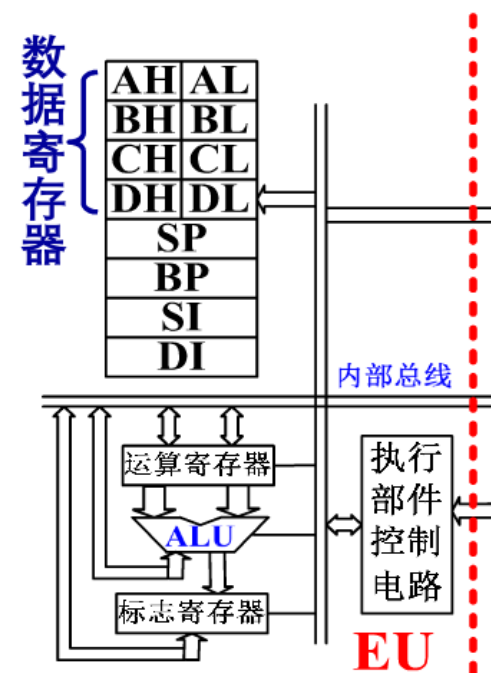 数据寄存器
AH AL
BH BL
CH CL
DH DL
SP
BP
SI
DI
内部总线
运算寄存器
ALU
标志寄存器
执行
部件
控制
电路
EU